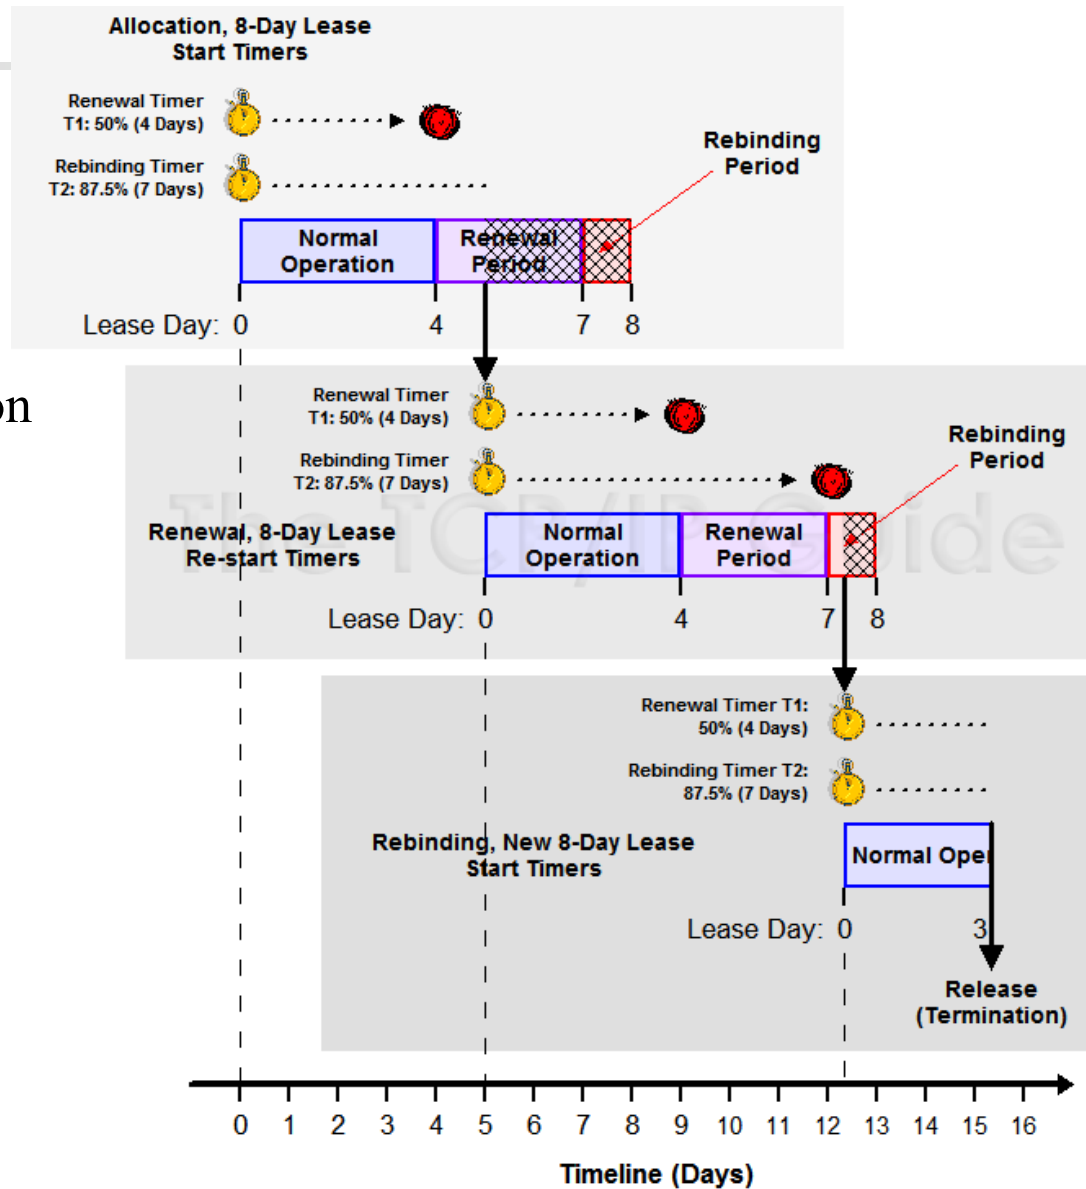 Allocation, 8-Day Lease
Start Timers
Renewal Timer
T1: 50% (4 Days)
Rebinding Timer
T2: 87.5% (7 Days)
Rebinding
Period
Normal
Operation
Renewal
Period
Lease Day: 0 4 7 8
on
Renewal Timer
T1: 50% (4 Days)
Rebinding Timer
T2: 87.5% (7 Days)
Rebinding
Period
The TCP/IP Guide
Renewal, 8-Day Lease
Re-start Timers
Normal
Operation
Renewal
Period
Lease Day: 0 4 7 8
Renewal Timer T1:
50% (4 Days)
Rebinding Timer T2:
87.5% (7 Days)
Rebinding, New 8-Day Lease
Start Timers
Normal Oper
Lease Day: 0 3
Release
(Termination)
0 1 2 3 4 5 6 7 8 9 10 11 12 13 14 15 16
Timeline (Days)